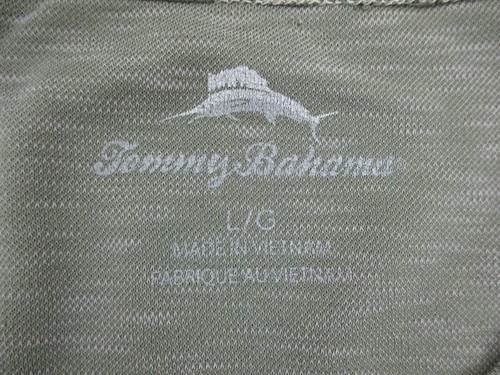 Tommy Bahama
L/G
MADE IN VIETNAM
FABRIQUE AU VIETNAM